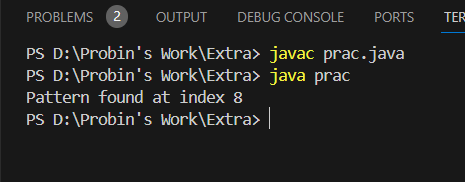 PROBLEMS 2 OUTPUT DEBUG CONSOLE PORTS
PS D:\Probin's Work\Extra> javac prac.java
PS D:\Probin's Work\Extra> java prac
Pattern found at index 8
PS D:\Probin's Work\Extra>